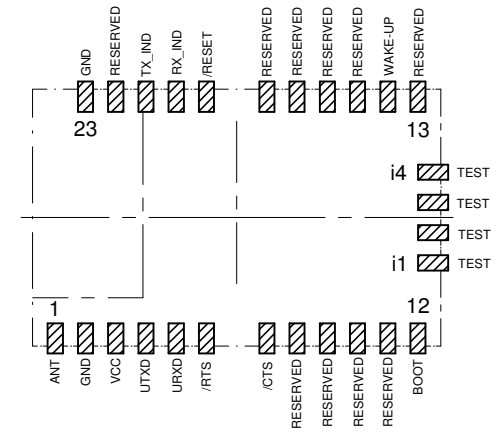 GND
RESERVED
TX_IND
RX_IND
/RESET
RESERVED
RESERVED
RESERVED
RESERVED
WAKE-UP
RESERVED
23
13
i4
TEST
TEST
TEST
i1
TEST
1
12
ANT
GND
VCC
UTXD
URXD
/RTS
/CTS
RESERVED
RESERVED
RESERVED
RESERVED
BOOT